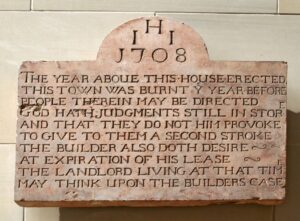 H
I I
1708
THE YEAR ABOUE THIS HOUSE ERECTED
THIS TOWN WAS BURNT Y YEAR BEFORE
PEOPLE THEREIN MAY BE DIRECTED
GOD HATH JUDGMENTS STILL IN STOR E
AND THAT THEY DO NOT HIM PROVOKE
TO GIVE TO THEM A SECOND STROKE
THE BUILDER ALSO DOTH DESIRE
AT EXPIRATION OF HIS LEASE
THE LANDLORD LIVING AT THAT TIM
MAY THINK UPON THE BUILDERS CASE